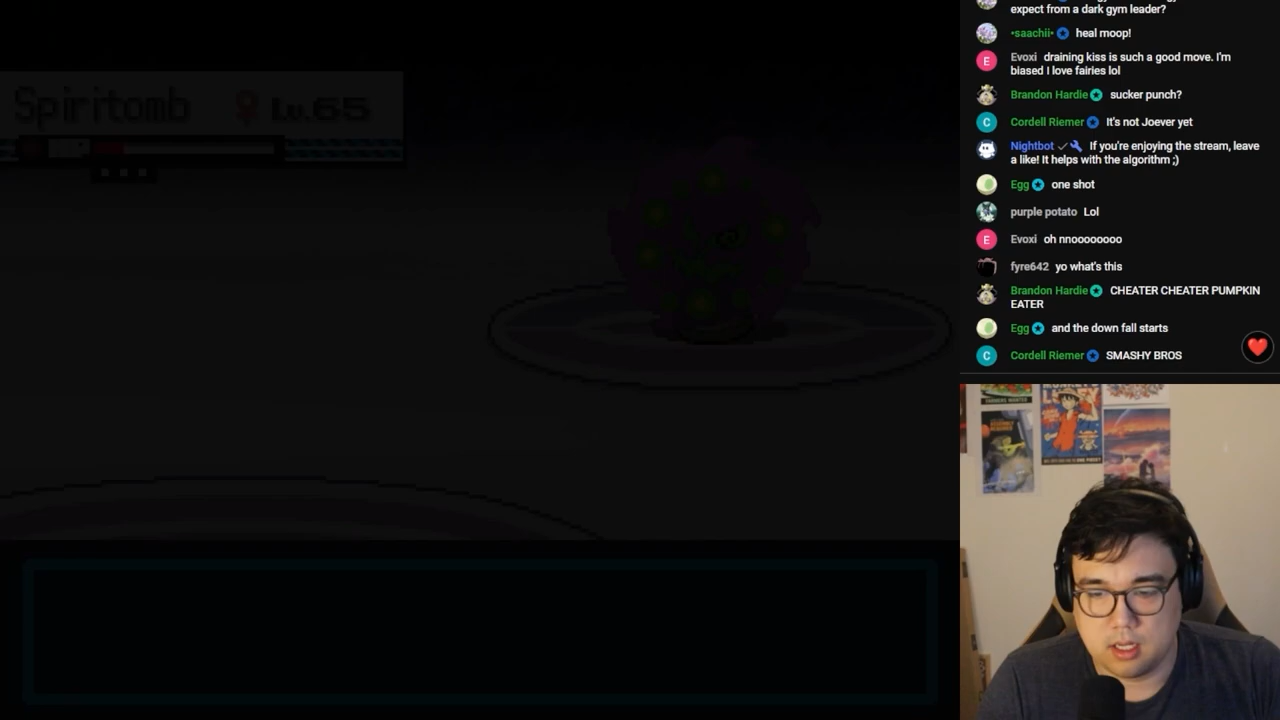 Spiritomb ♀ Lv.65
expect from a dark gym leader?
•saachii• heal moop!
Evoxi draining kiss is such a good move. I'm
biased I love fairies lol
Brandon Hardie sucker punch?
Cordell Riemer It's not Joever yet
Nightbot If you're enjoying the stream, leave
a like! It helps with the algorithm ;)
Egg one shot
purple potato Lol
Evoxi oh nnoooooooo
fyre642 yo what's this
Brandon Hardie CHEATER CHEATER PUMPKIN
EATER
Egg and the down fall starts
Cordell Riemer SMASHY BROS